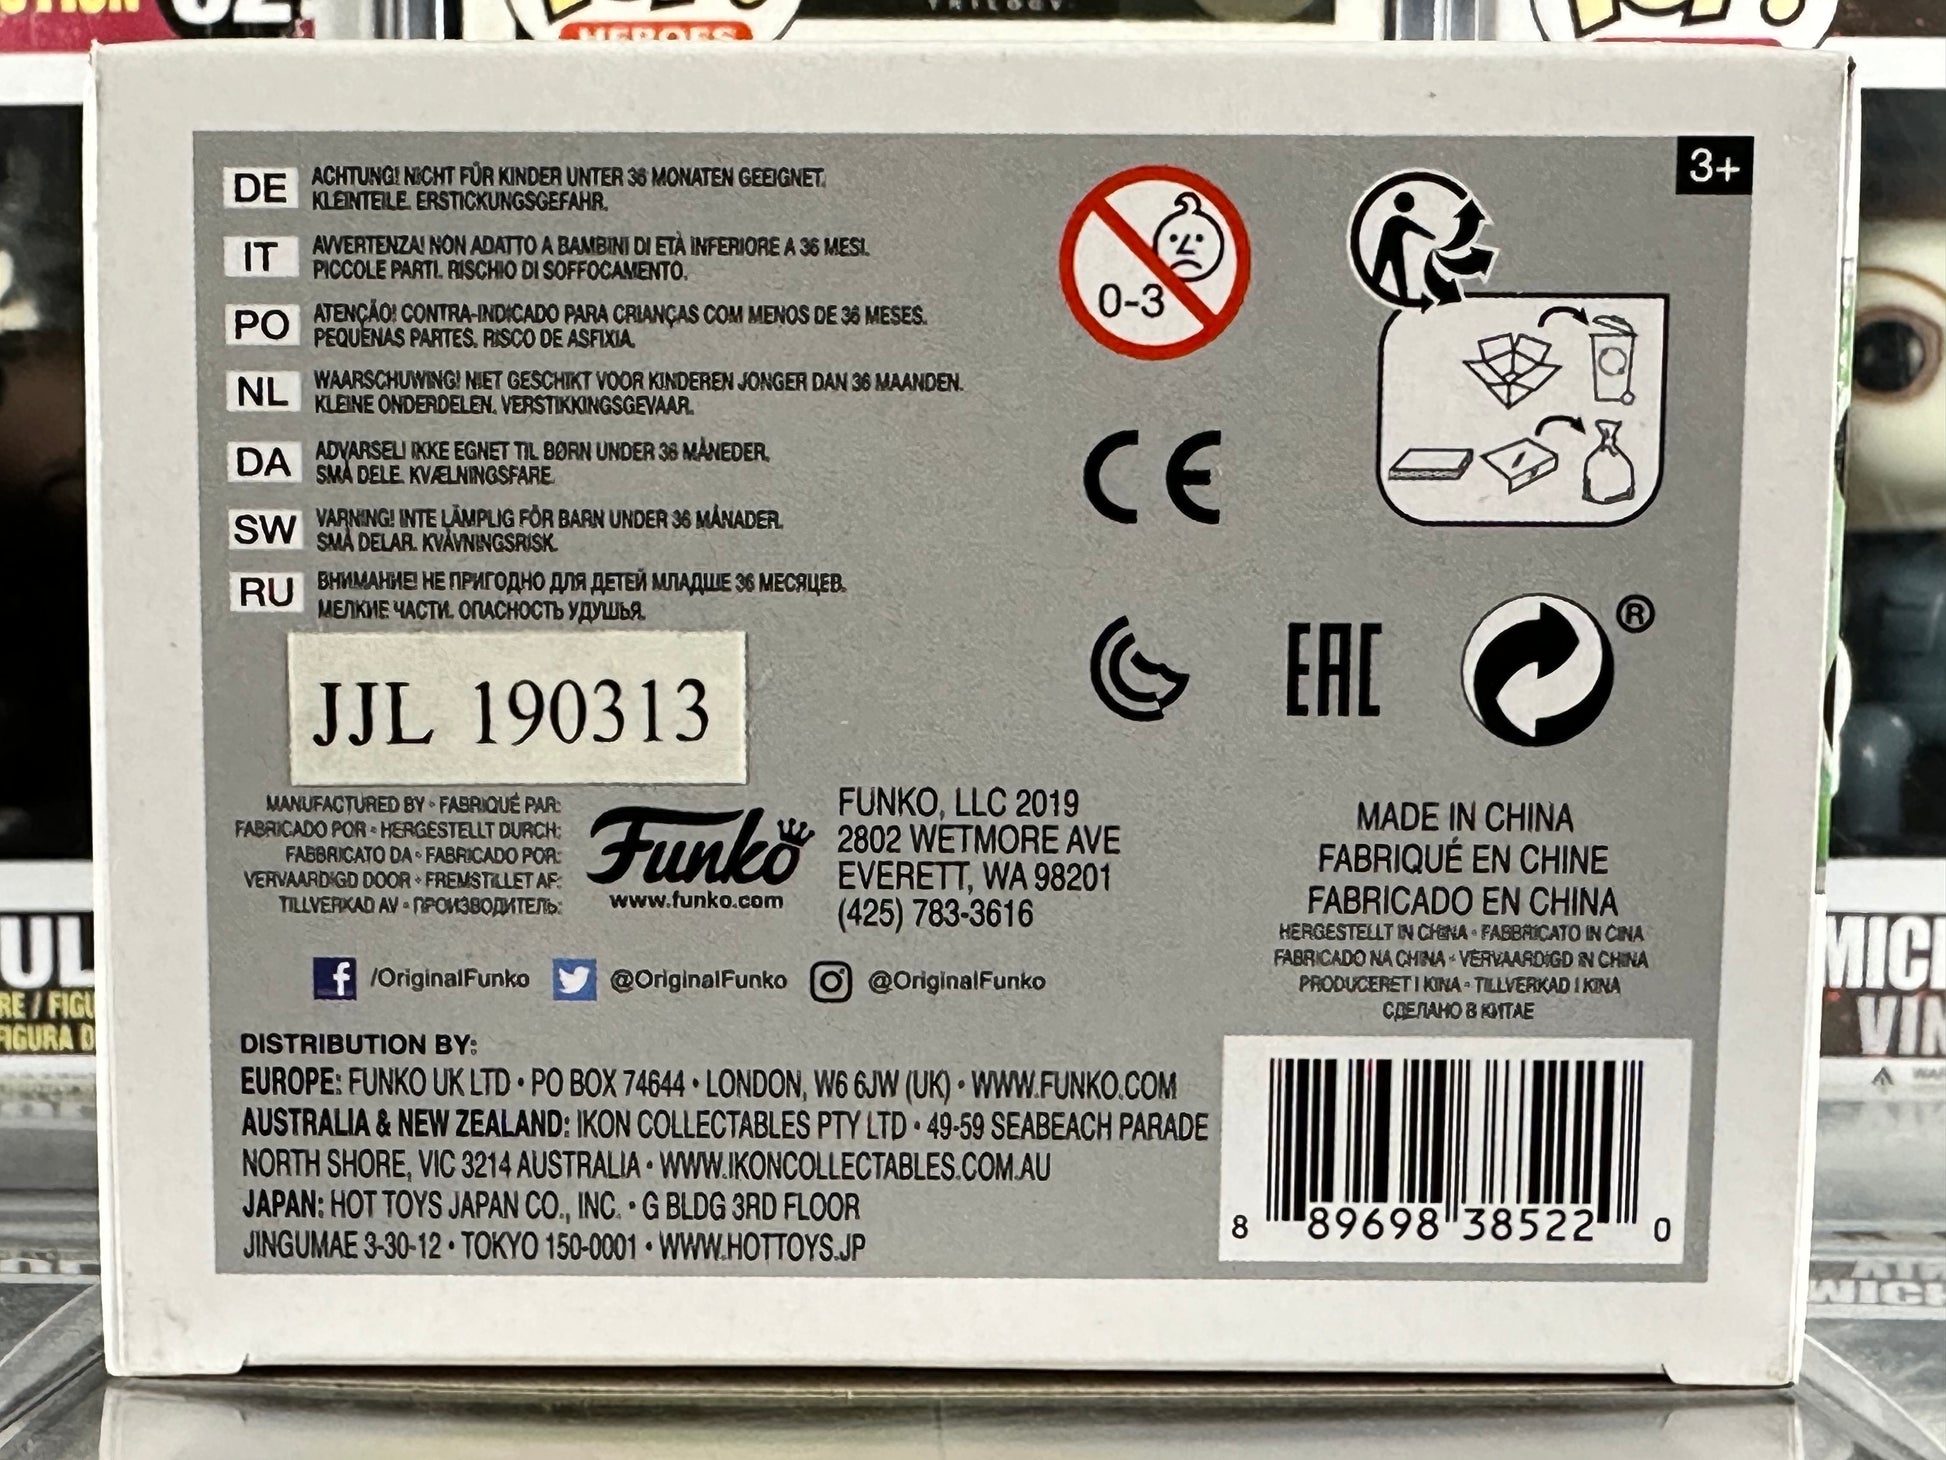 HEROES
TRILOGY
3+
DE ACHTUNG! NICHT FÜR KINDER UNTER 36 MONATEN GEEIGNET.
KLEINTEILE. ERSTICKUNGSGEFAHR.
IT AVVERTENZA! NON ADATTO A BAMBINI DI ETÀ INFERIORE A 36 MESI.
PICCOLE PARTI. RISCHIO DI SOFFOCAMENTO.
PO ATENÇÃO! CONTRA-INDICADO PARA CRIANÇAS COM MENOS DE 36 MESES.
PEQUENAS PARTES. RISCO DE ASFIXIA.
NL WAARSCHUWING! NIET GESCHIKT VOOR KINDEREN JONGER DAN 36 MAANDEN.
KLEINE ONDERDELEN. VERSTIKKINGSGEVAAR.
DA ADVARSEL! IKKE EGNET TIL BØRN UNDER 36 MÅNEDER.
SMÅ DELE. KVÆLNINGSFARE.
SW VARNING! INTE LÄMPLIG FÖR BARN UNDER 36 MÅNADER.
SMÅ DELAR. KVÄVNINGSRISK.
RU ВНИМАНИЕ! НЕ ПРИГОДНО ДЛЯ ДЕТЕЙ МЛАДШЕ 36 МЕСЯЦЕВ.
МЕЛКИЕ ЧАСТИ. ОПАСНОСТЬ УДУШЬЯ.
0-3
CE
EAC
®
JJL 190313
MANUFACTURED BY • FABRIQUÉ PAR:
FABRICADO POR • HERGESTELLT DURCH:
FABBRICATO DA • FABRICADO POR:
VERVAARDIGD DOOR • FREMSTILLET AF:
TILLVERKAD AV • ПРОИЗВОДИТЕЛЬ:
Funko
www.funko.com
FUNKO, LLC 2019
2802 WETMORE AVE
EVERETT, WA 98201
(425) 783-3616
MADE IN CHINA
FABRIQUÉ EN CHINE
FABRICADO EN CHINA
HERGESTELLT IN CHINA • FABBRICATO IN CINA
FABRICADO NA CHINA • VERVAARDIGD IN CHINA
PRODUCERET I KINA • TILLVERKAD I KINA
СДЕЛАНО В КИТАЕ
/OriginalFunko @OriginalFunko @OriginalFunko
DISTRIBUTION BY:
EUROPE: FUNKO UK LTD • PO BOX 74644 • LONDON, W6 6JW (UK) • WWW.FUNKO.COM
AUSTRALIA & NEW ZEALAND: IKON COLLECTABLES PTY LTD • 49-59 SEABEACH PARADE
NORTH SHORE, VIC 3214 AUSTRALIA • WWW.IKONCOLLECTABLES.COM.AU
JAPAN: HOT TOYS JAPAN CO., INC. • G BLDG 3RD FLOOR
JINGUMAE 3-30-12 • TOKYO 150-0001 • WWW.HOTTOYS.JP
8 89698 38522 0